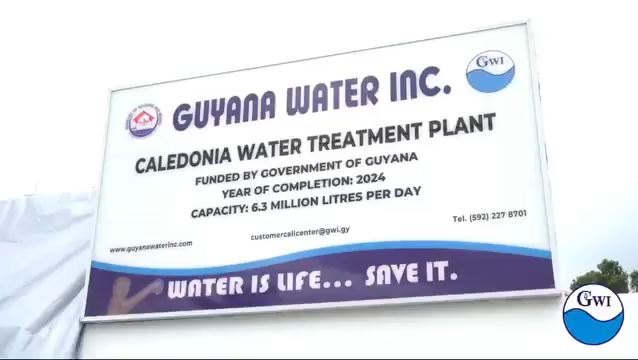 GUYANA WATER INC.
GWI
CALEDONIA WATER TREATMENT PLANT
FUNDED BY GOVERNMENT OF GUYANA
YEAR OF COMPLETION: 2024
CAPACITY: 6.3 MILLION LITRES PER DAY
www.guyanawaterinc.com
customercallcenter@gwi.gy
Tel. (592) 227 8701
WATER IS LIFE... SAVE IT.
GWI